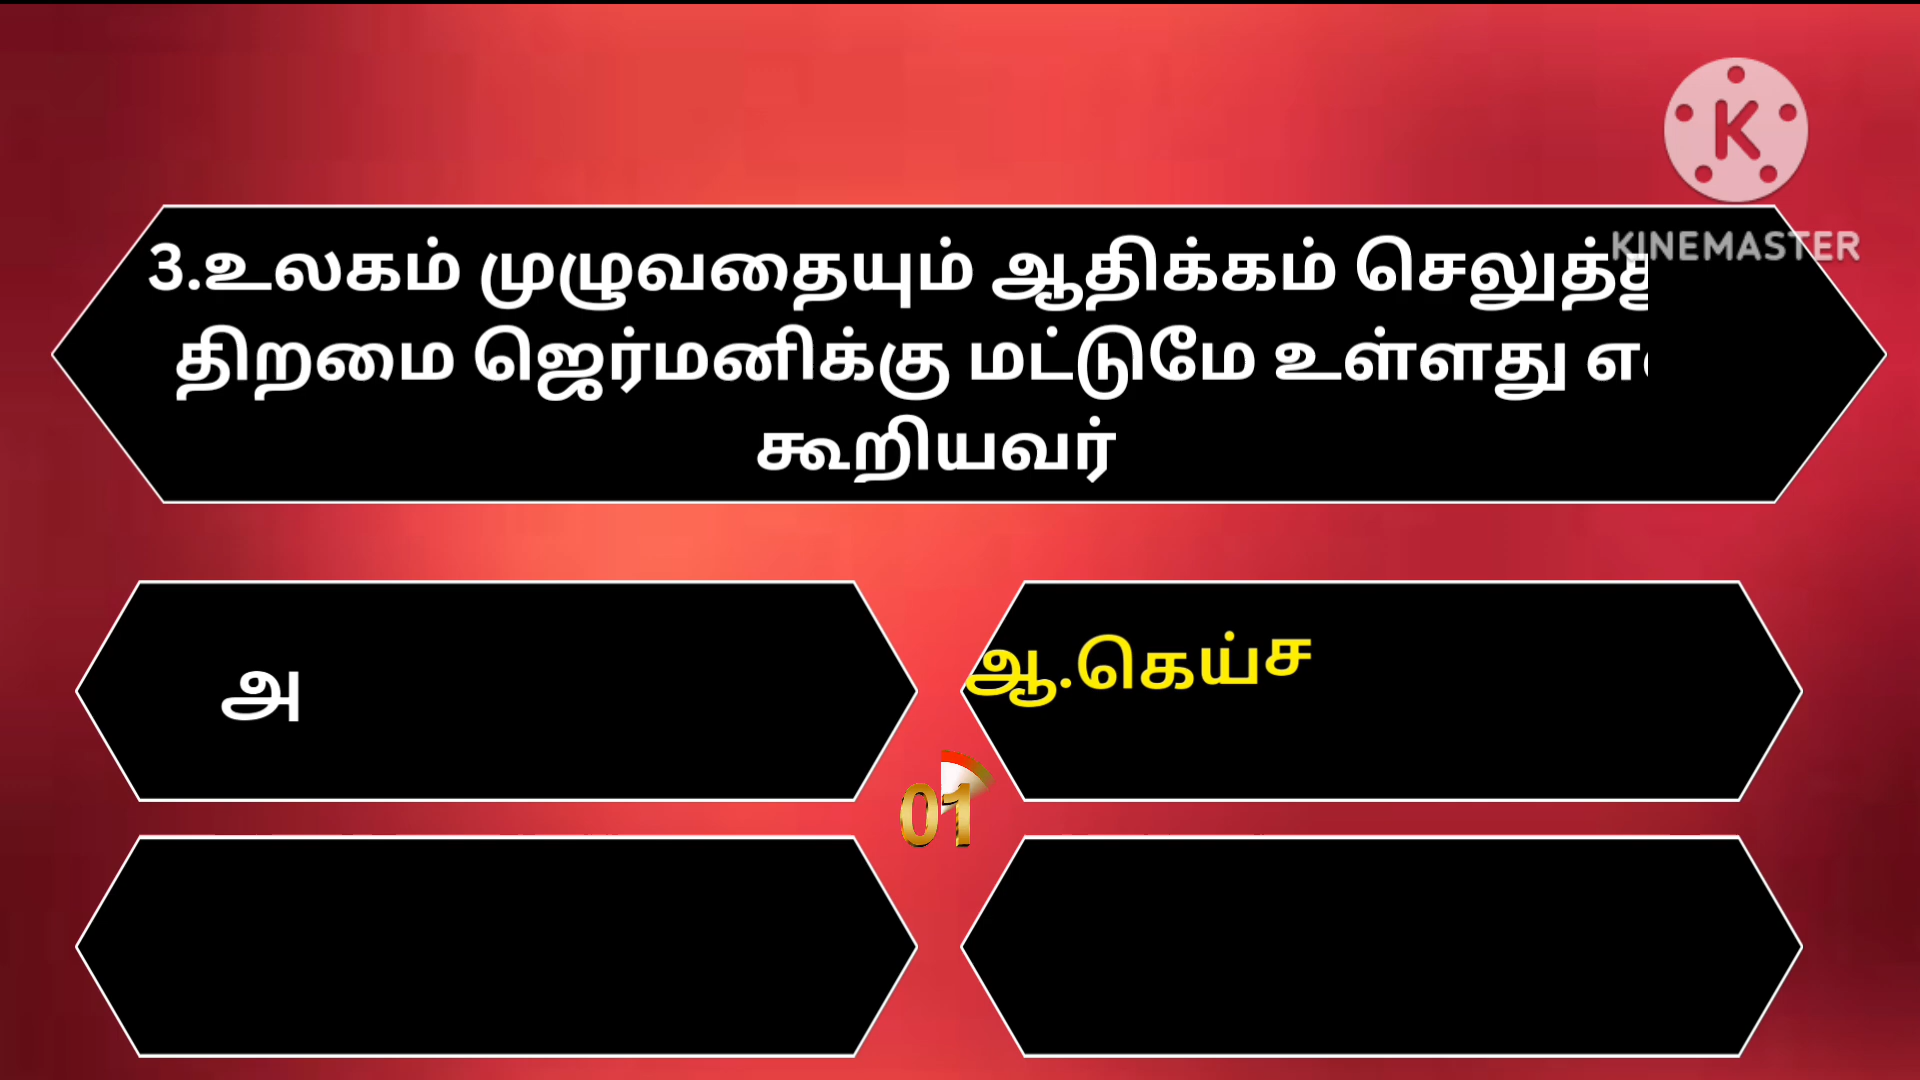 K
KINEMASTER
3.உலகம் முழுவதையும் ஆதிக்கம்
திறமை ஜெர்மனிக்கு மட்டுமே உள்ளது
கூறியவர்
அ
ஆ.கெய்ச
01